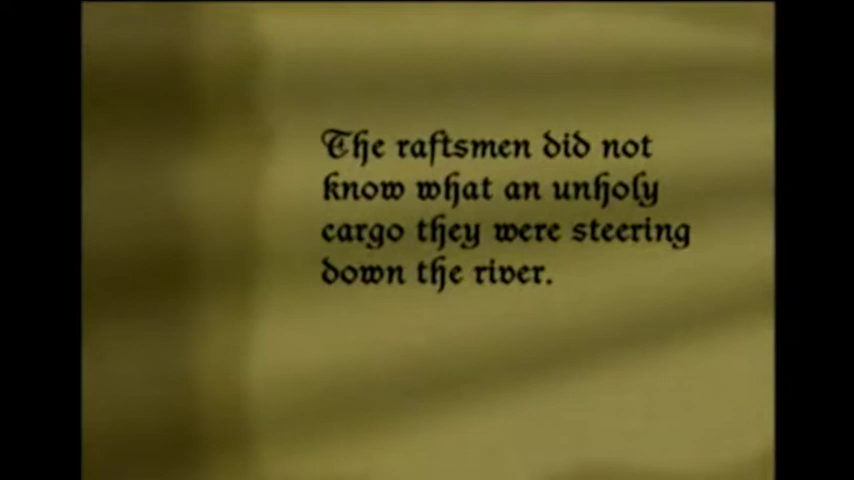 The raftsmen did not
know what an unholy
cargo they were steering
down the river.